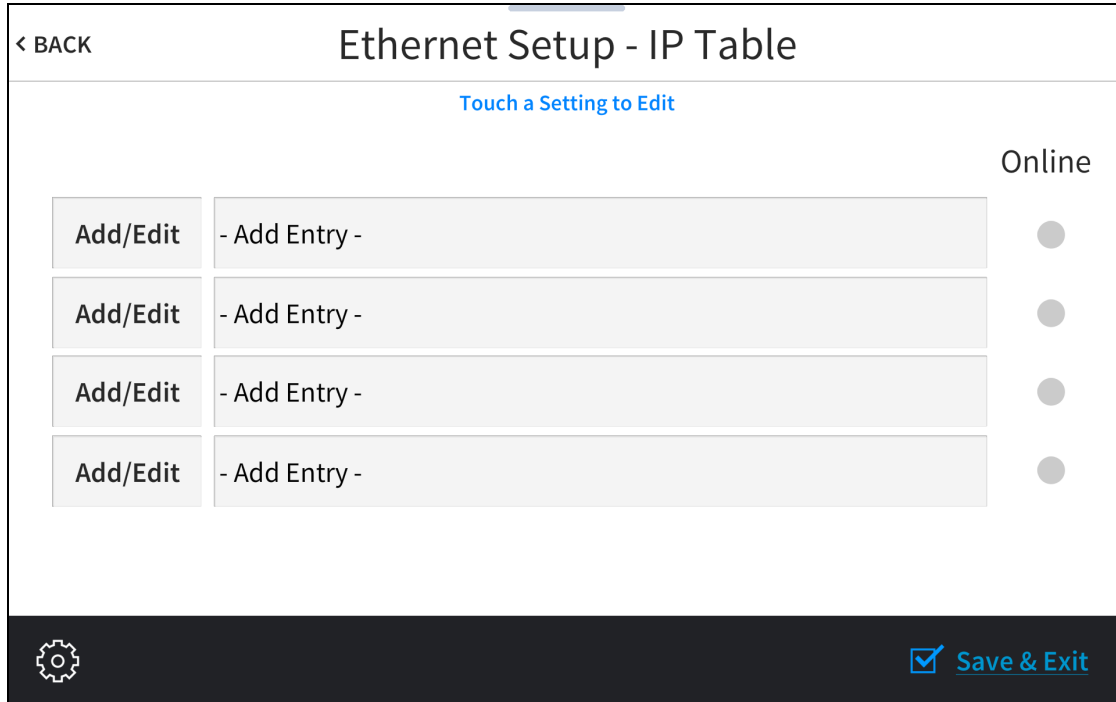 < BACK
Ethernet Setup - IP Table
Touch a Setting to Edit
Online
Add/Edit - Add Entry -
Add/Edit - Add Entry -
Add/Edit - Add Entry -
Add/Edit - Add Entry -
Save & Exit